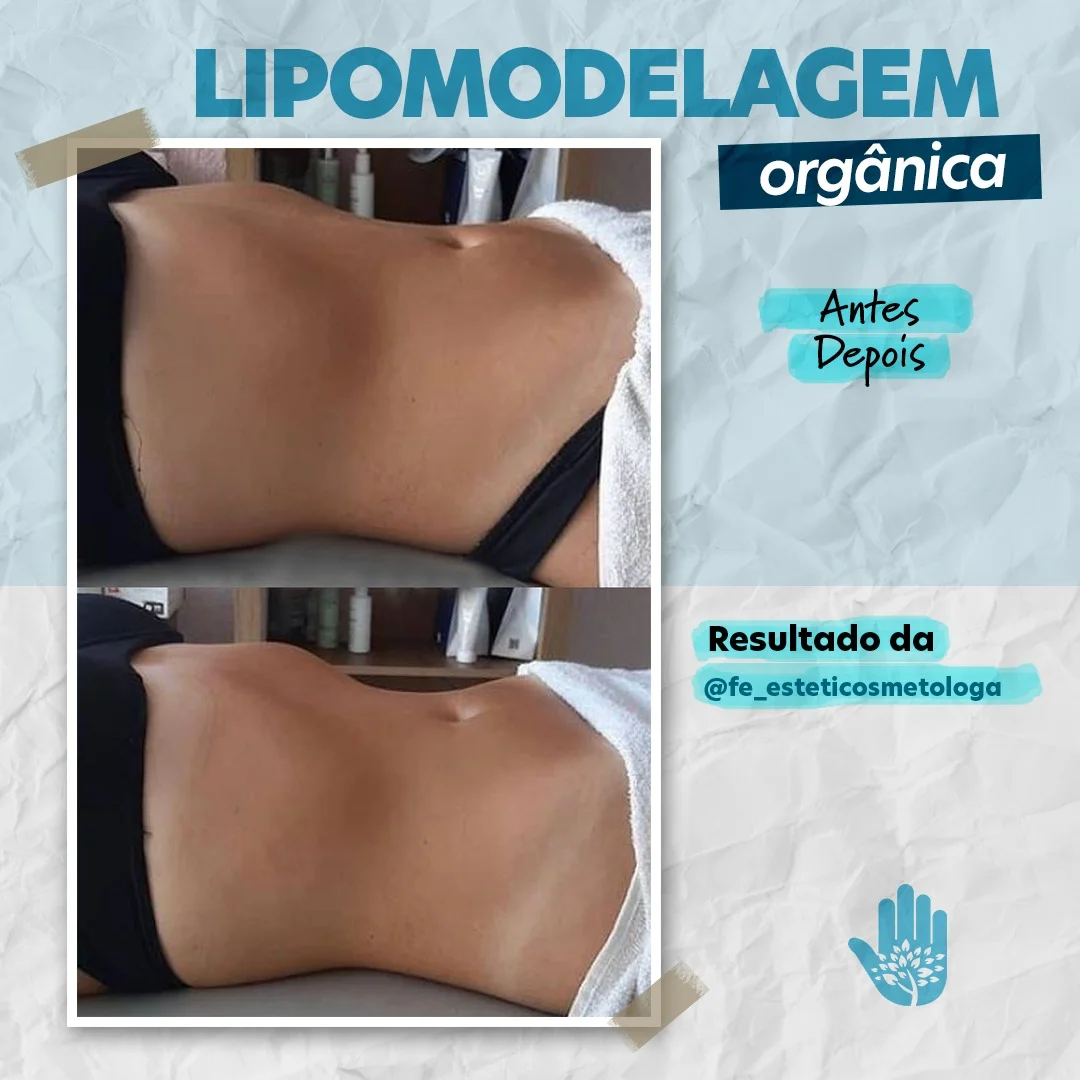 LIPOMODELAGEM
orgânica
Antes
Depois
Resultado da
@fe_esteticosmetologa